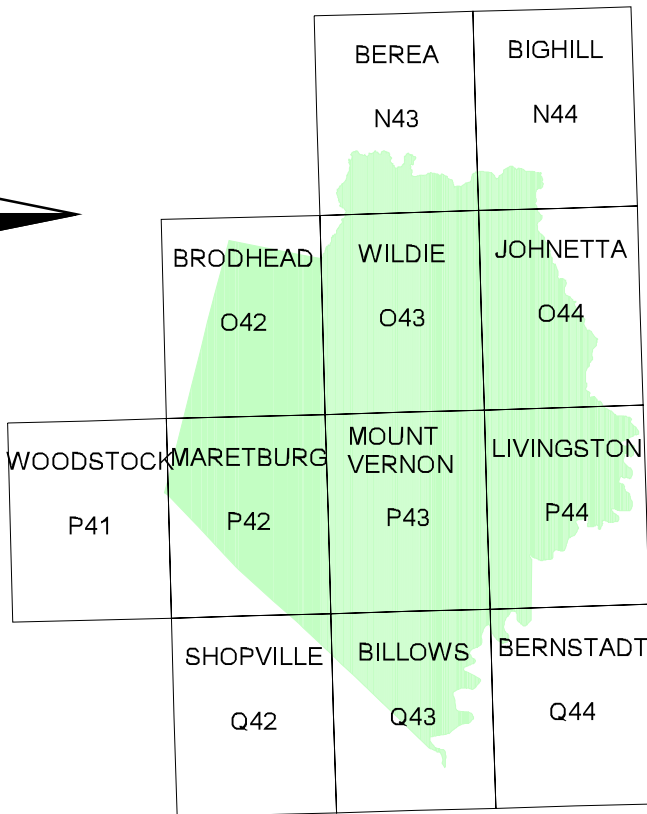 BEREA
N43
BIGHILL
N44
BRODHEAD
O42
WILDIE
O43
JOHNETTA
O44
WOODSTOCK
P41
MARETBURG
P42
MOUNT
VERNON
P43
LIVINGSTON
P44
SHOPVILLE
Q42
BILLOWS
Q43
BERNSTADT
Q44